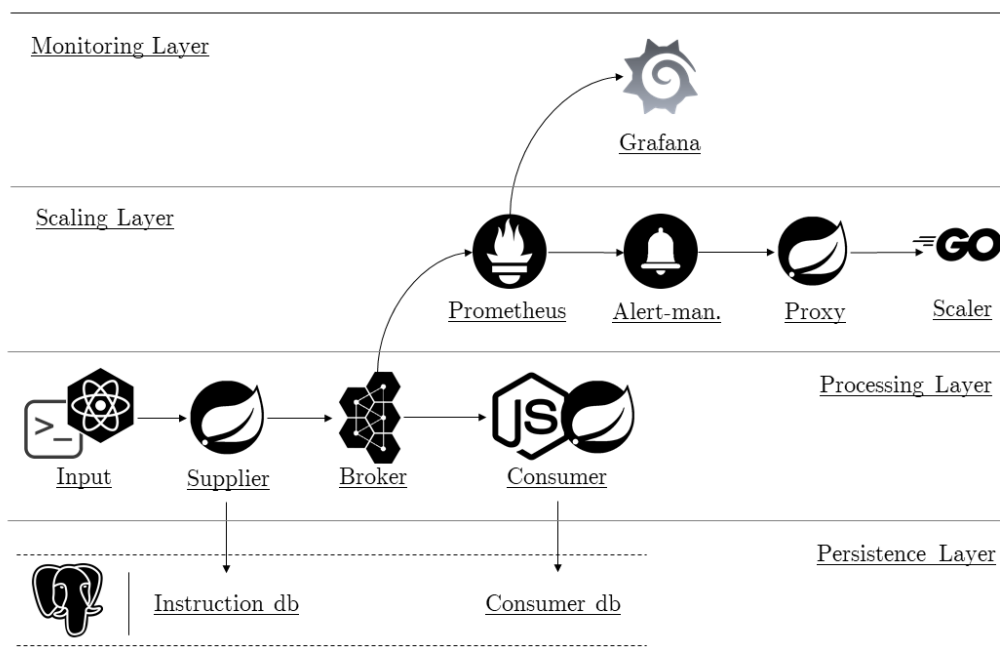 Monitoring Layer
Grafana
Scaling Layer
GO
Prometheus
Alert-man.
Proxy
Scaler
Processing Layer
>_
JS
Input
Supplier
Broker
Consumer
Persistence Layer
Instruction db
Consumer db